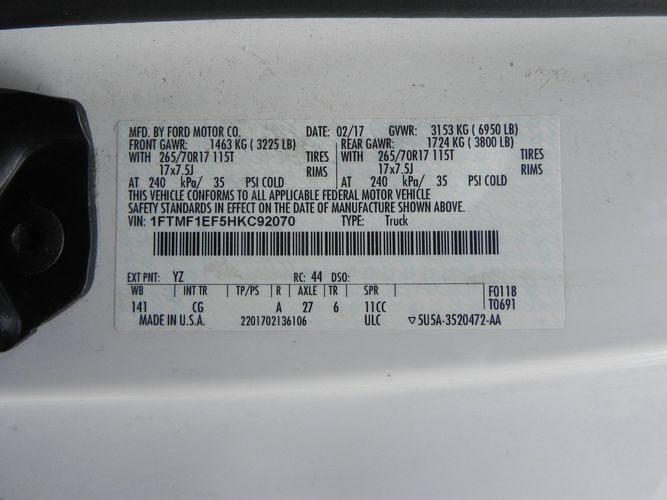 MFD. BY FORD MOTOR CO. DATE: 02/17 GVWR: 3153 KG ( 6950 LB)
FRONT GAWR: 1463 KG ( 3225 LB) REAR GAWR: 1724 KG ( 3800 LB)
WITH 265/70R17 115T TIRES WITH 265/70R17 115T TIRES
17x7.5J RIMS 17x7.5J RIMS
AT 240 kPa/ 35 PSI COLD AT 240 kPa/ 35 PSI COLD
THIS VEHICLE CONFORMS TO ALL APPLICABLE FEDERAL MOTOR VEHICLE
SAFETY STANDARDS IN EFFECT ON THE DATE OF MANUFACTURE SHOWN ABOVE.
VIN: 1FTMF1EF5HKC92070 TYPE: Truck
EXT PNT: YZ RC: 44 DSO:
WB INT TR TP/PS R AXLE TR SPR F0118
141 CG A 27 6 11CC T0691
MADE IN U.S.A. 2201702136106 ULC ▽5U5A-3520472-AA